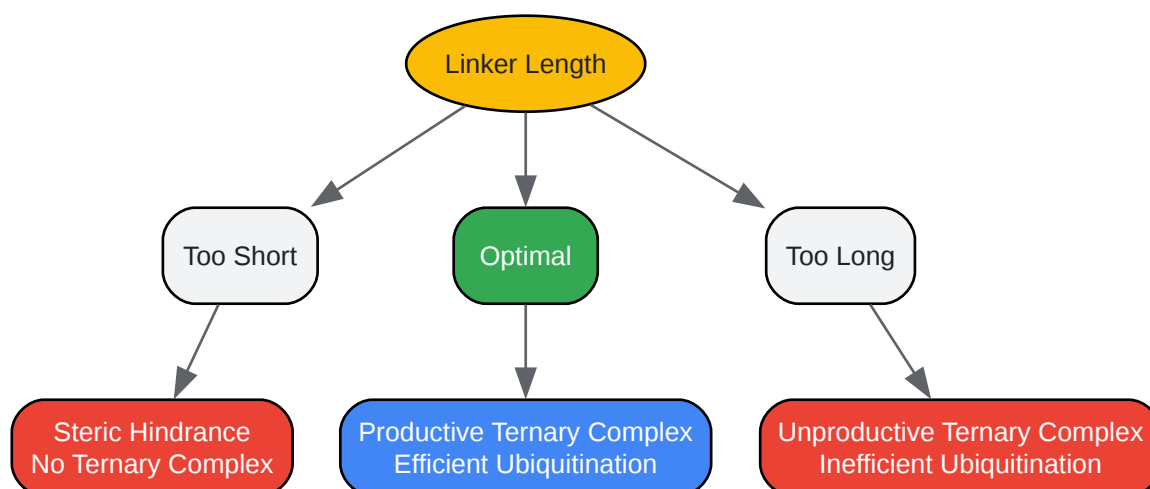 Linker Length
Too Short
Optimal
Too Long
Steric Hindrance
No Ternary Complex
Productive Ternary Complex
Efficient Ubiquitination
Unproductive Ternary Complex
Inefficient Ubiquitination